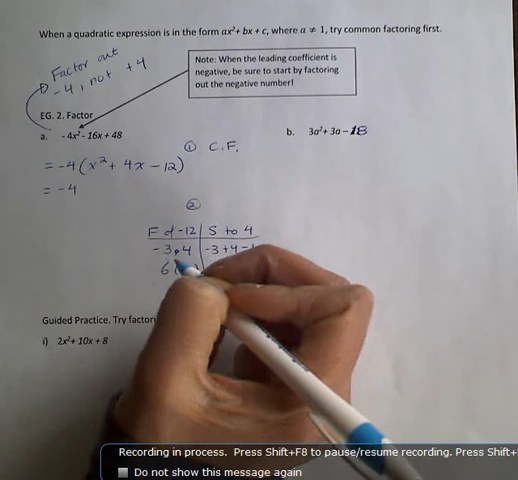 When a quadratic expression is in the form ax²+ bx + c, where a ≠ 1, try common factoring first.
Factor out
-4, not +4
Note: When the leading coefficient is
negative, be sure to start by factoring
out the negative number!
EG. 2. Factor
a. - 4x²- 16x + 48
① C.F.
b. 3a²+ 3a – 18
= -4(x²+ 4x - 12)
= -4
②
F of -12 | S to 4
-3, 4 | -3 + 4 =
6
Guided Practice. Try
i) 2x²+ 10x + 8
Recording in process. Press Shift+F8 to pause/resume recording. Press Shift+
Do not show this message again